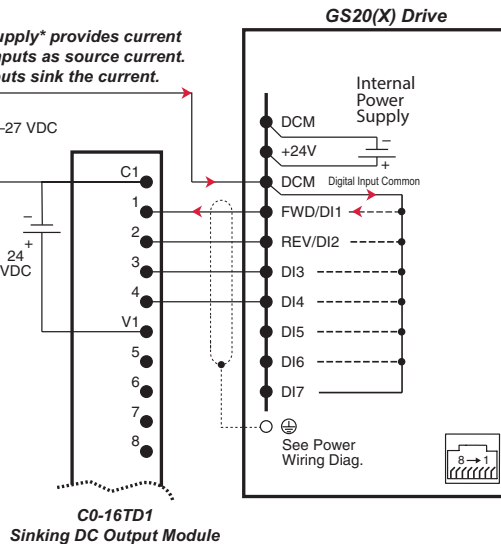 GS20(X) Drive
upply* provides current
nputs as source current.
uts sink the current.
–27 VDC
Internal
Power
Supply
DCM
–
+24V
+
C1
DCM Digital Input Common
1
FWD/DI1
2
REV/DI2
–
+
24
VDC
3
DI3
4
DI4
V1
DI5
5
DI6
6
DI7
7
8
See Power
Wiring Diag.
8→1
C0-16TD1
Sinking DC Output Module